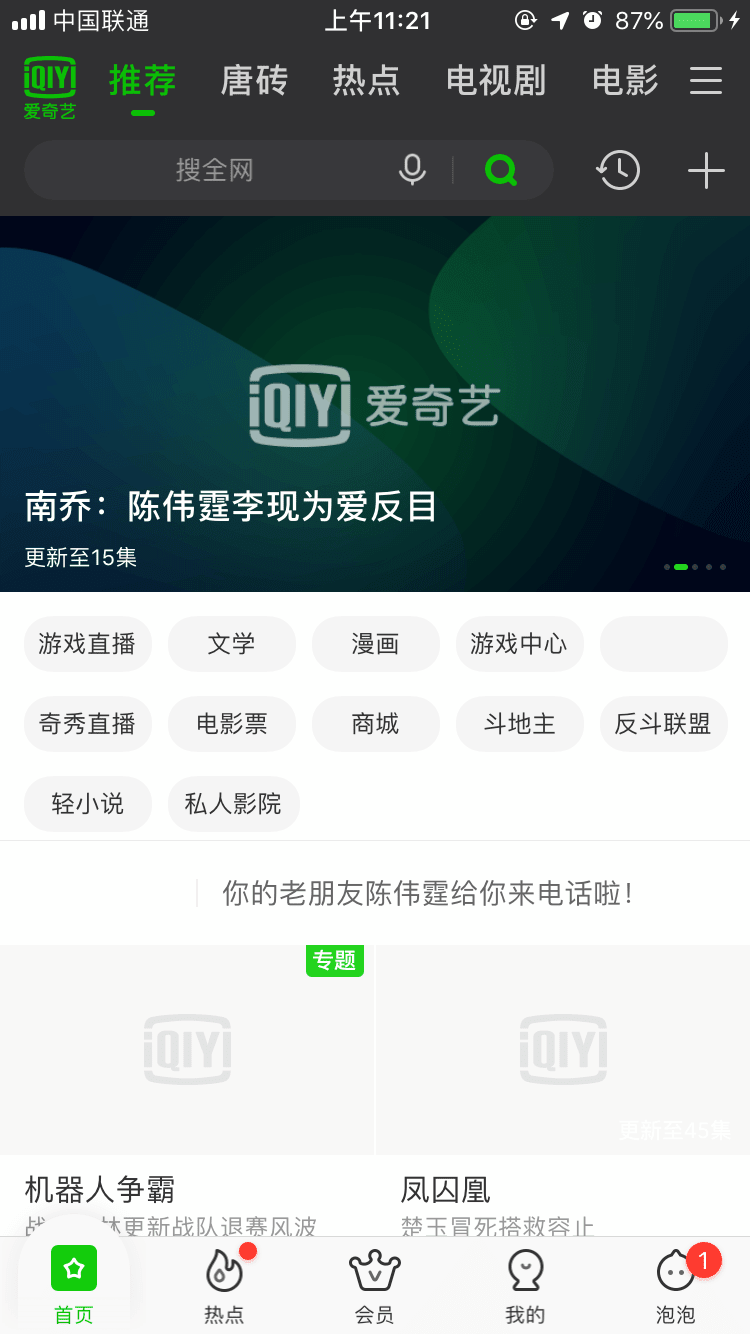 中国联通 上午11:21 87%
iQIYI 爱奇艺 推荐 唐砖 热点 电视剧 电影
搜全网
iQIYI 爱奇艺
南乔：陈伟霆李现为爱反目
更新至15集
游戏直播 文学 漫画 游戏中心
奇秀直播 电影票 商城 斗地主 反斗联盟
轻小说 私人影院
你的老朋友陈伟霆给你来电话啦！
专题
iQIYI iQIYI
更新至45集
机器人争霸 凤囚凰
林更新战队退赛风波 楚玉冒死搭救容止
1
首页 热点 会员 我的 泡泡